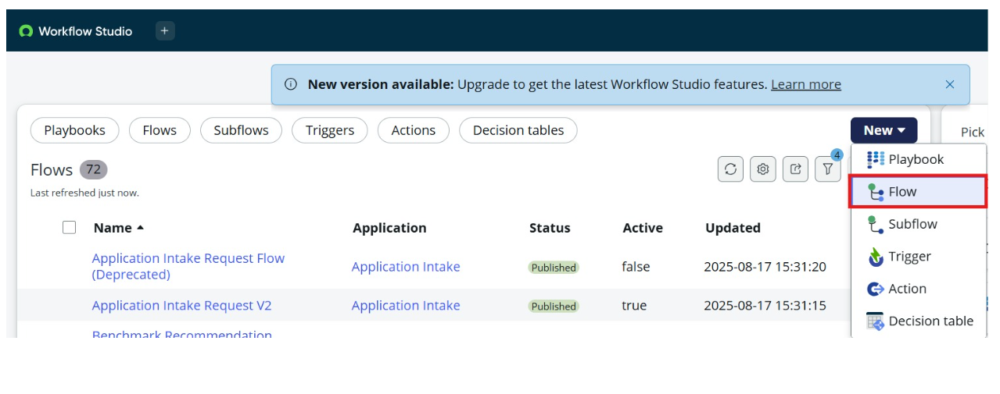 Workflow Studio +
New version available: Upgrade to get the latest Workflow Studio features. Learn more
Playbooks Flows Subflows Triggers Actions Decision tables New Pick
Flows 72 4
Last refreshed just now.
Playbook
Flow
Subflow
Trigger
Action
Decision table
Name Application Status Active Updated
Application Intake Request Flow
(Deprecated) Application Intake Published false 2025-08-17 15:31:20
Application Intake Request V2 Application Intake Published true 2025-08-17 15:31:15
Benchmark Recommendation